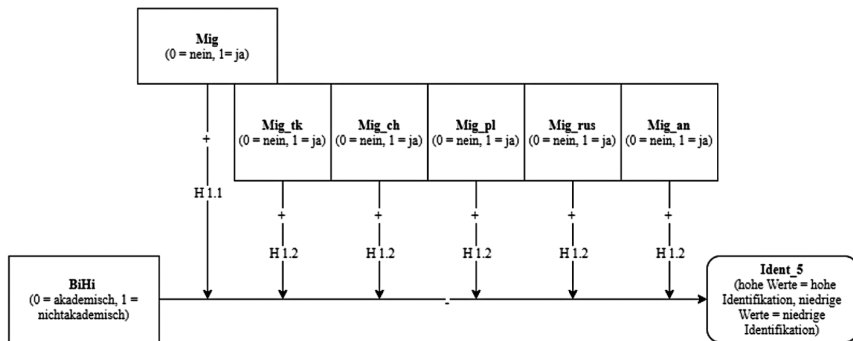 Mig
(0 = nein, 1= ja)
Mig_tk
(0 = nein, 1 = ja)
Mig_ch
(0 = nein, 1 = ja)
Mig_pl
(0 = nein, 1 = ja)
Mig_rus
(0 = nein, 1 = ja)
Mig_an
(0 = nein, 1 = ja)
+
H 1.1
+
H 1.2
+
H 1.2
+
H 1.2
+
H 1.2
+
H 1.2
BiHi
(0 = akademisch, 1 =
nichtakademisch)
-
Ident_5
(hohe Werte = hohe
Identifikation, niedrige
Werte = niedrige
Identifikation)